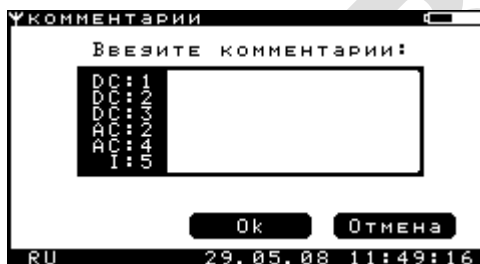 КОММЕНТАРИИ
Введите комментарии:
DC:1
DC:2
DC:3
AC:2
AC:4
I:5
Ok Отмена
RU 29.05.08 11:49:16